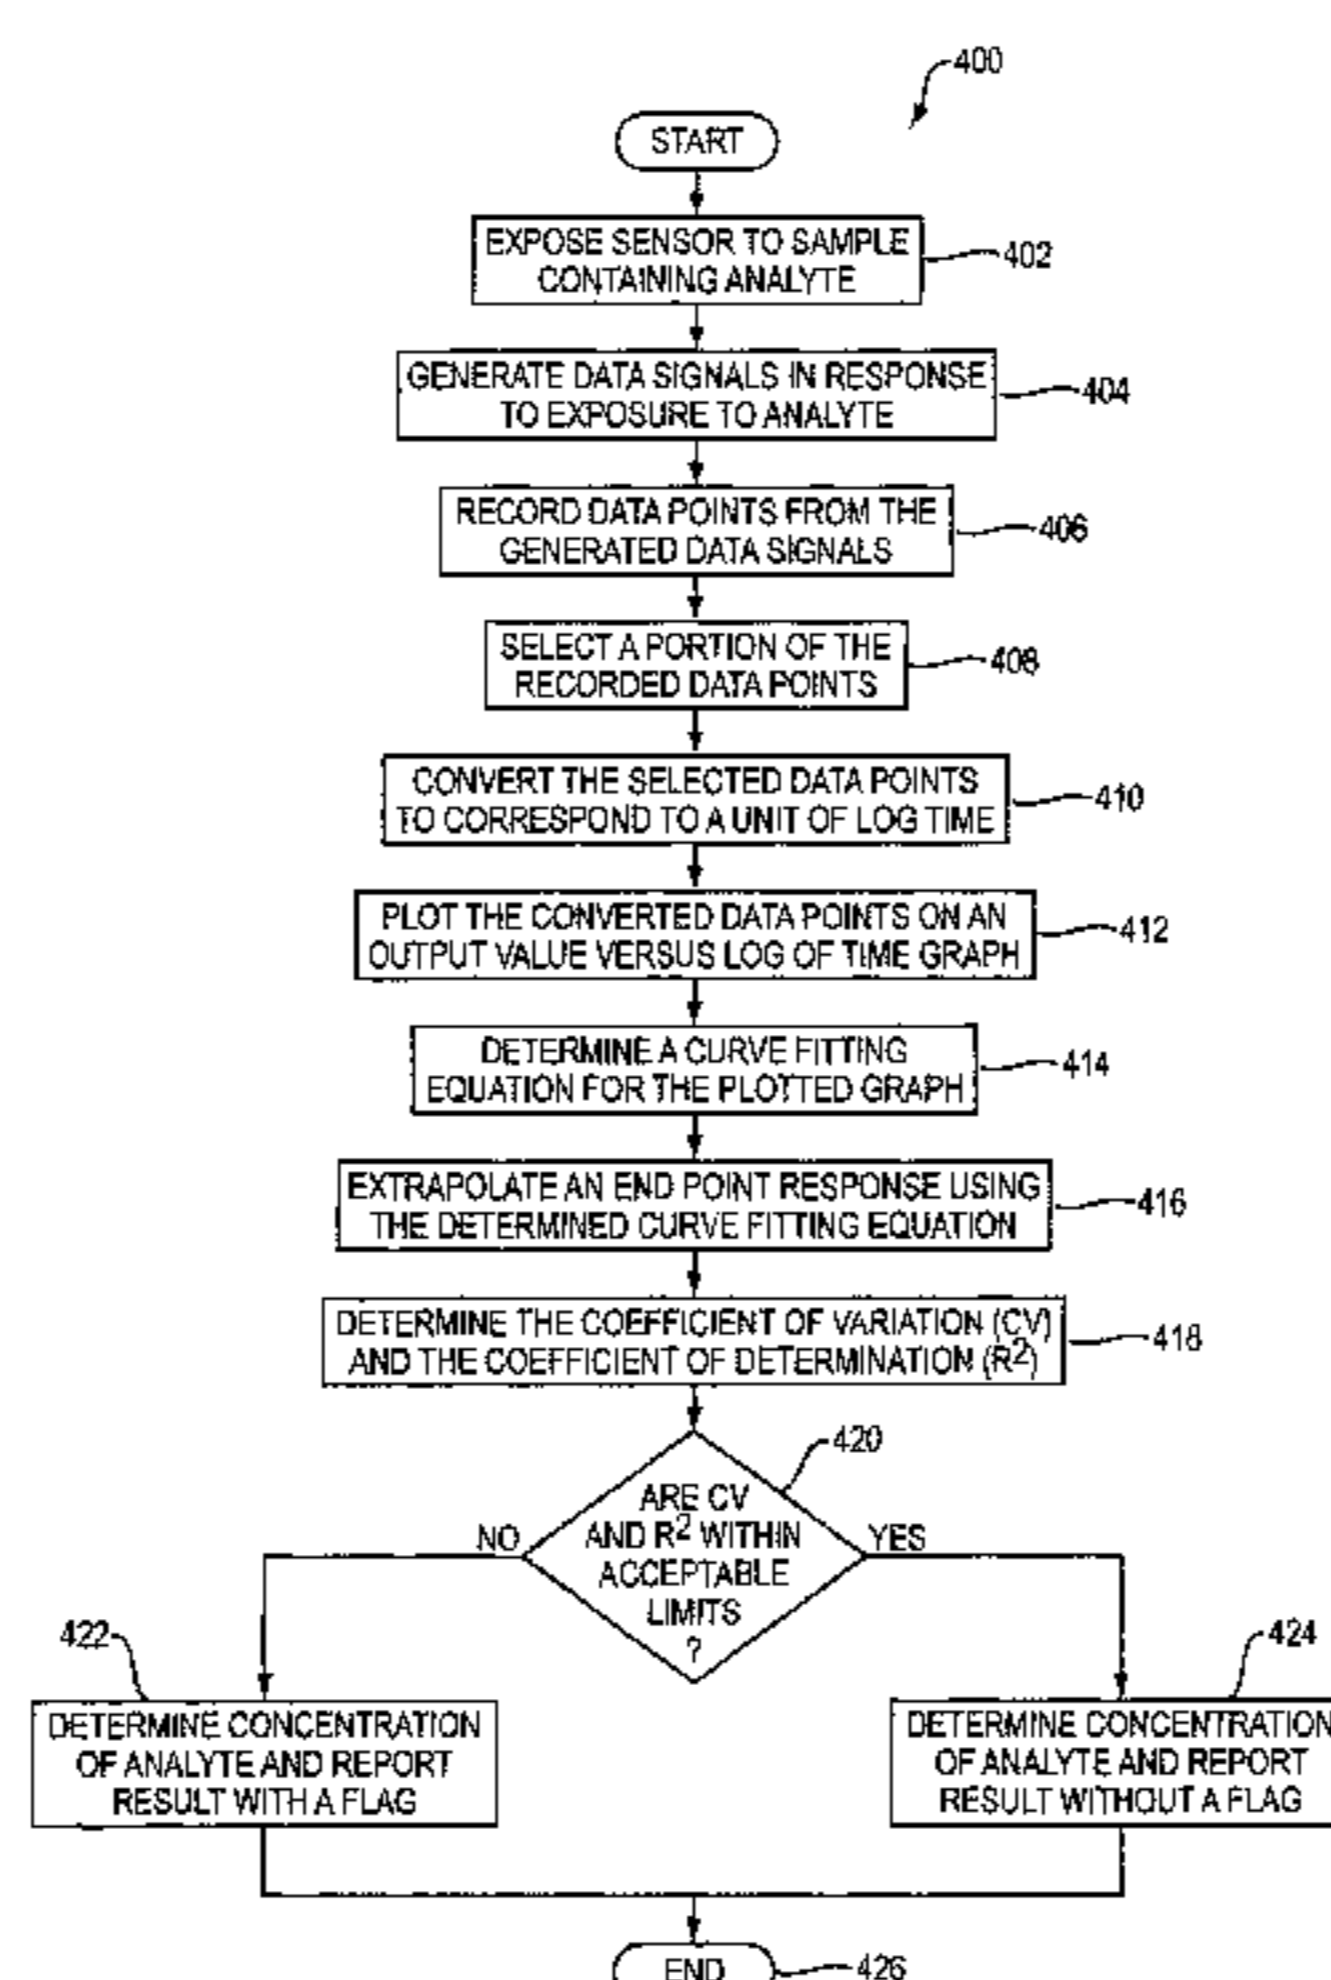 400
START
EXPOSE SENSOR TO SAMPLE
CONTAINING ANALYTE
402
GENERATE DATA SIGNALS IN RESPONSE
TO EXPOSURE TO ANALYTE
404
RECORD DATA POINTS FROM THE
GENERATED DATA SIGNALS
406
SELECT A PORTION OF THE
RECORDED DATA POINTS
408
CONVERT THE SELECTED DATA POINTS
TO CORRESPOND TO A UNIT OF LOG TIME
410
PLOT THE CONVERTED DATA POINTS ON AN
OUTPUT VALUE VERSUS LOG OF TIME GRAPH
412
DETERMINE A CURVE FITTING
EQUATION FOR THE PLOTTED GRAPH
414
EXTRAPOLATE AN END POINT RESPONSE USING
THE DETERMINED CURVE FITTING EQUATION
416
DETERMINE THE COEFFICIENT OF VARIATION (CV)
AND THE COEFFICIENT OF DETERMINATION (R²)
418
420
ARE CV
AND R² WITHIN
ACCEPTABLE
LIMITS
?
NO
YES
422
DETERMINE CONCENTRATION
OF ANALYTE AND REPORT
RESULT WITH A FLAG
424
DETERMINE CONCENTRATION
OF ANALYTE AND REPORT
RESULT WITHOUT A FLAG
END
426